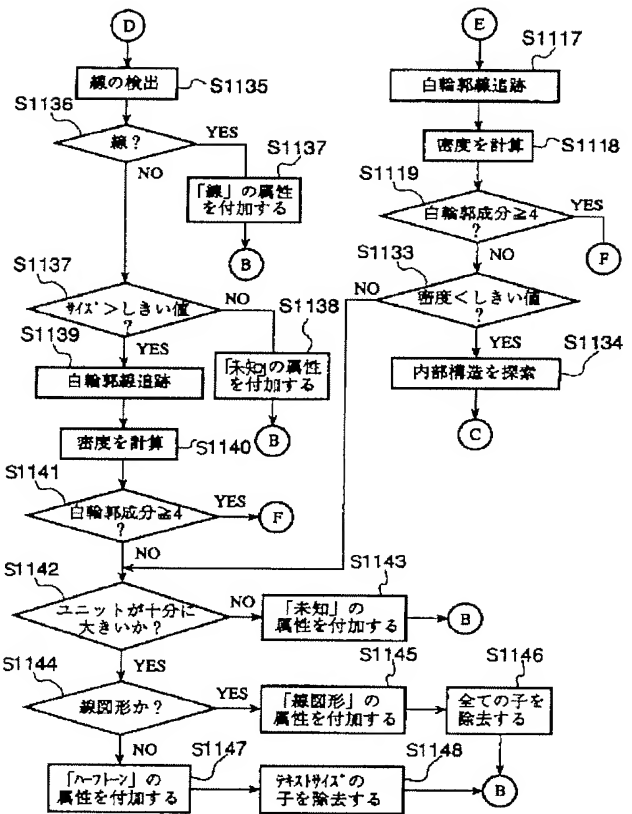 D
線の検出
S1135
S1136
線?
YES
NO
S1137
「線」の属性
を付加する
B
S1137
サイズ>しきい値
?
NO
YES
S1138
「未知」の属性
を付加する
B
S1139
白輪郭線追跡
密度を計算
S1140
S1141
白輪郭成分≧4
?
YES
F
NO
S1142
ユニットが十分に
大きいか?
NO
S1143
「未知」の
属性を付加する
B
YES
S1144
線図形か?
YES
S1145
「線図形」の
属性を付加する
S1146
全ての子を
除去する
NO
S1147
「ハーフトーン」の
属性を付加する
S1148
テキストサイズの
子を除去する
B
E
S1117
白輪郭線追跡
密度を計算
S1118
S1119
白輪郭成分≧4
?
YES
F
NO
S1133
密度<しきい値
?
NO
YES
S1134
内部構造を探索
C